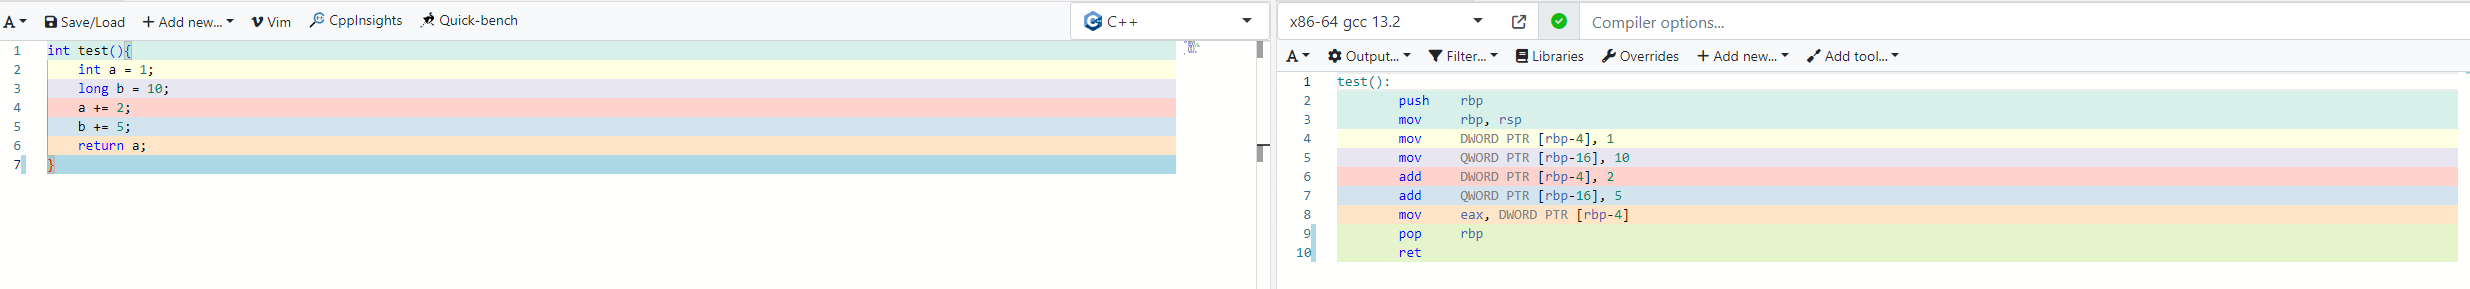 A Save/Load + Add new... Vim CppInsights Quick-bench C++
1 int test(){
2 int a = 1;
3 long b = 10;
4 a += 2;
5 b += 5;
6 return a;
7 }
x86-64 gcc 13.2 Compiler options...
A Output... Filter... Libraries Overrides + Add new... Add tool...
1 test():
2 push rbp
3 mov rbp, rsp
4 mov DWORD PTR [rbp-4], 1
5 mov QWORD PTR [rbp-16], 10
6 add DWORD PTR [rbp-4], 2
7 add QWORD PTR [rbp-16], 5
8 mov eax, DWORD PTR [rbp-4]
9 pop rbp
10 ret